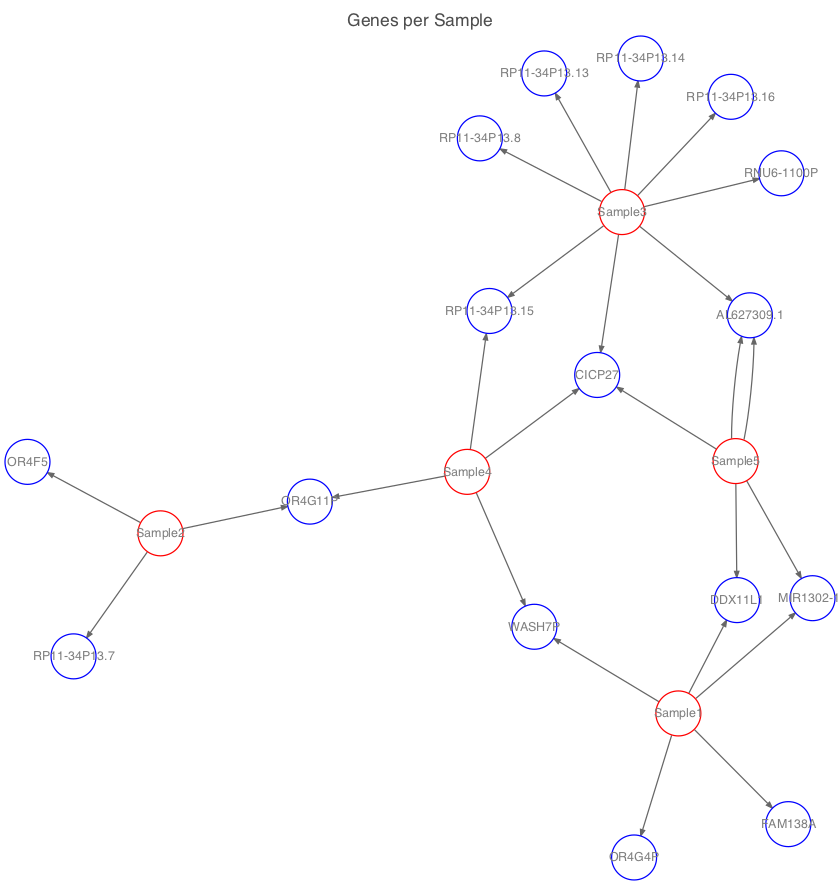 Genes per Sample
RP11-34P13.14
RP11-34P13.13
RP11-34P13.16
RP11-34P13.8
RNU6-1100P
Sample3
RP11-34P13.15
AL627309.1
CICP27
OR4F5
Sample4
Sample5
OR4G11P
Sample2
DDX11L1
MIR1302-1
WASH7P
RP11-34P13.7
Sample1
FAM138A
OR4G4P